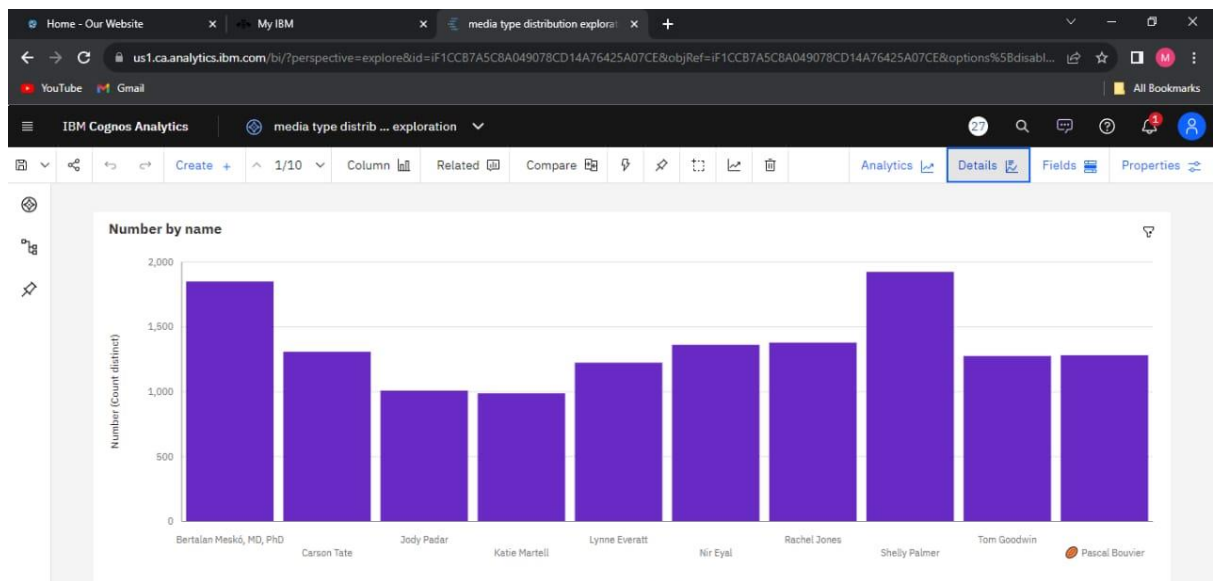 Home - Our Website
My IBM
media type distribution explorat
us1.ca.analytics.ibm.com/bi/?perspective=explore&id=iF1CCB7A5C8A049078CD14A76425A07CE&objRef=iF1CCB7A5C8A049078CD14A76425A07CE&options%5Bdisabl...
M
YouTube Gmail All Bookmarks
IBM Cognos Analytics media type distrib ... exploration 27 1
Create + 1/10 Column Related Compare Analytics Details Fields Properties
Number by name
2,000
1,500
1,000
500
0
Number (Count distinct)
Bertalan Meskó, MD, PhD
Carson Tate
Jody Padar
Katie Martell
Lynne Everatt
Nir Eyal
Rachel Jones
Shelly Palmer
Tom Goodwin
Pascal Bouvier